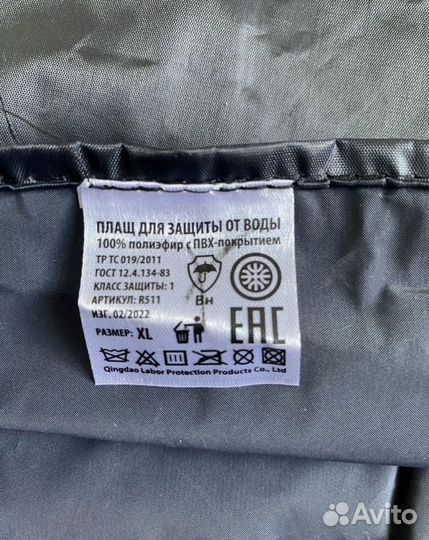 ПЛАЩ ДЛЯ ЗАЩИТЫ ОТ ВОДЫ
100% полиэфир с ПВХ-покрытием
ТР ТС 019/2011
ГОСТ 12.4.134-83
КЛАСС ЗАЩИТЫ: 1
АРТИКУЛ: R511
ИЗГ. 02/2022
РАЗМЕР: XL
Вн
EAC
Qingdao Labor Protection Products Co., Ltd
Avito